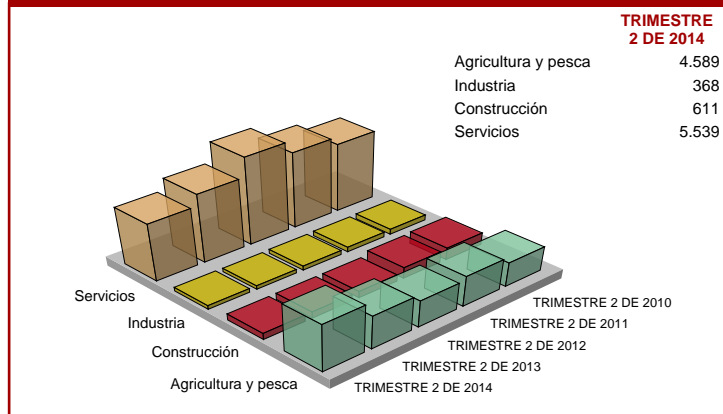 TRIMESTRE
2 DE 2014
Agricultura y pesca 4.589
Industria 368
Construcción 611
Servicios 5.539
Servicios
Industria
Construcción
Agricultura y pesca
TRIMESTRE 2 DE 2010
TRIMESTRE 2 DE 2011
TRIMESTRE 2 DE 2012
TRIMESTRE 2 DE 2013
TRIMESTRE 2 DE 2014